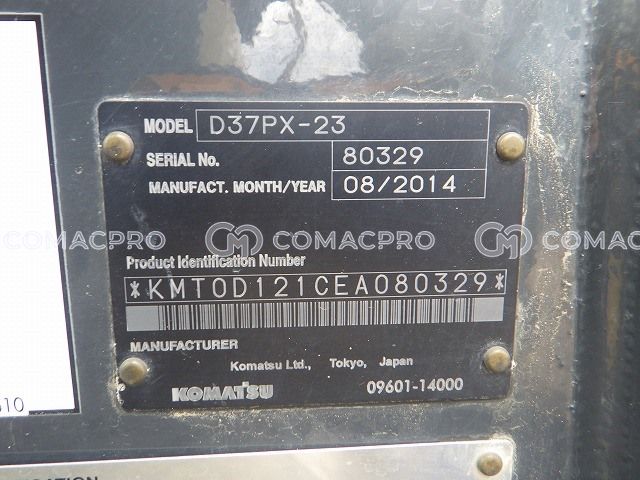 MODEL D37PX-23
SERIAL No. 80329
MANUFACT. MONTH/YEAR 08/2014
COMACPRO COMACPRO COMACPRO
Product Identification Number
*KMT0D121CEA080329*
MANUFACTURER
Komatsu Ltd., Tokyo, Japan
KOMATSU 09601-14000